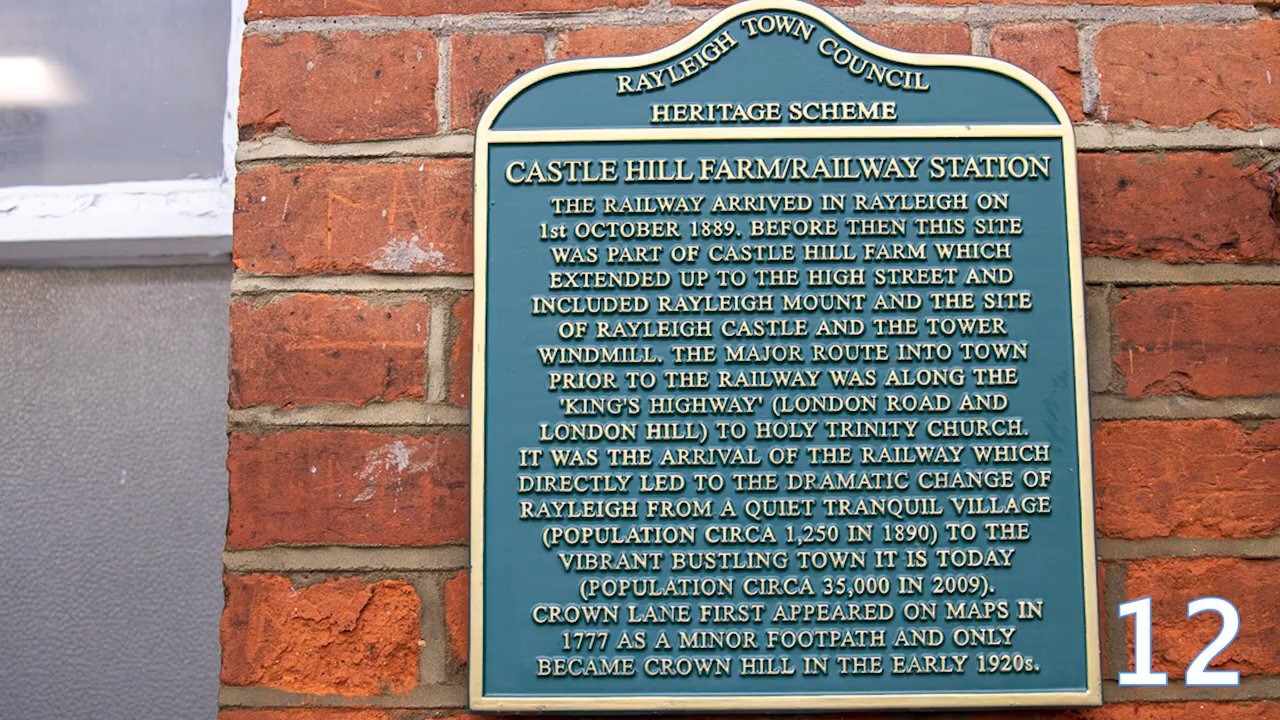 RAYLEIGH TOWN COUNCIL
HERITAGE SCHEME
CASTLE HILL FARM/RAILWAY STATION
THE RAILWAY ARRIVED IN RAYLEIGH ON
1st OCTOBER 1889. BEFORE THEN THIS SITE
WAS PART OF CASTLE HILL FARM WHICH
EXTENDED UP TO THE HIGH STREET AND
INCLUDED RAYLEIGH MOUNT AND THE SITE
OF RAYLEIGH CASTLE AND THE TOWER
WINDMILL. THE MAJOR ROUTE INTO TOWN
PRIOR TO THE RAILWAY WAS ALONG THE
'KING'S HIGHWAY' (LONDON ROAD AND
LONDON HILL) TO HOLY TRINITY CHURCH.
IT WAS THE ARRIVAL OF THE RAILWAY WHICH
DIRECTLY LED TO THE DRAMATIC CHANGE OF
RAYLEIGH FROM A QUIET TRANQUIL VILLAGE
(POPULATION CIRCA 1,250 IN 1890) TO THE
VIBRANT BUSTLING TOWN IT IS TODAY
(POPULATION CIRCA 35,000 IN 2009).
CROWN LANE FIRST APPEARED ON MAPS IN
1777 AS A MINOR FOOTPATH AND ONLY
BECAME CROWN HILL IN THE EARLY 1920s.
12